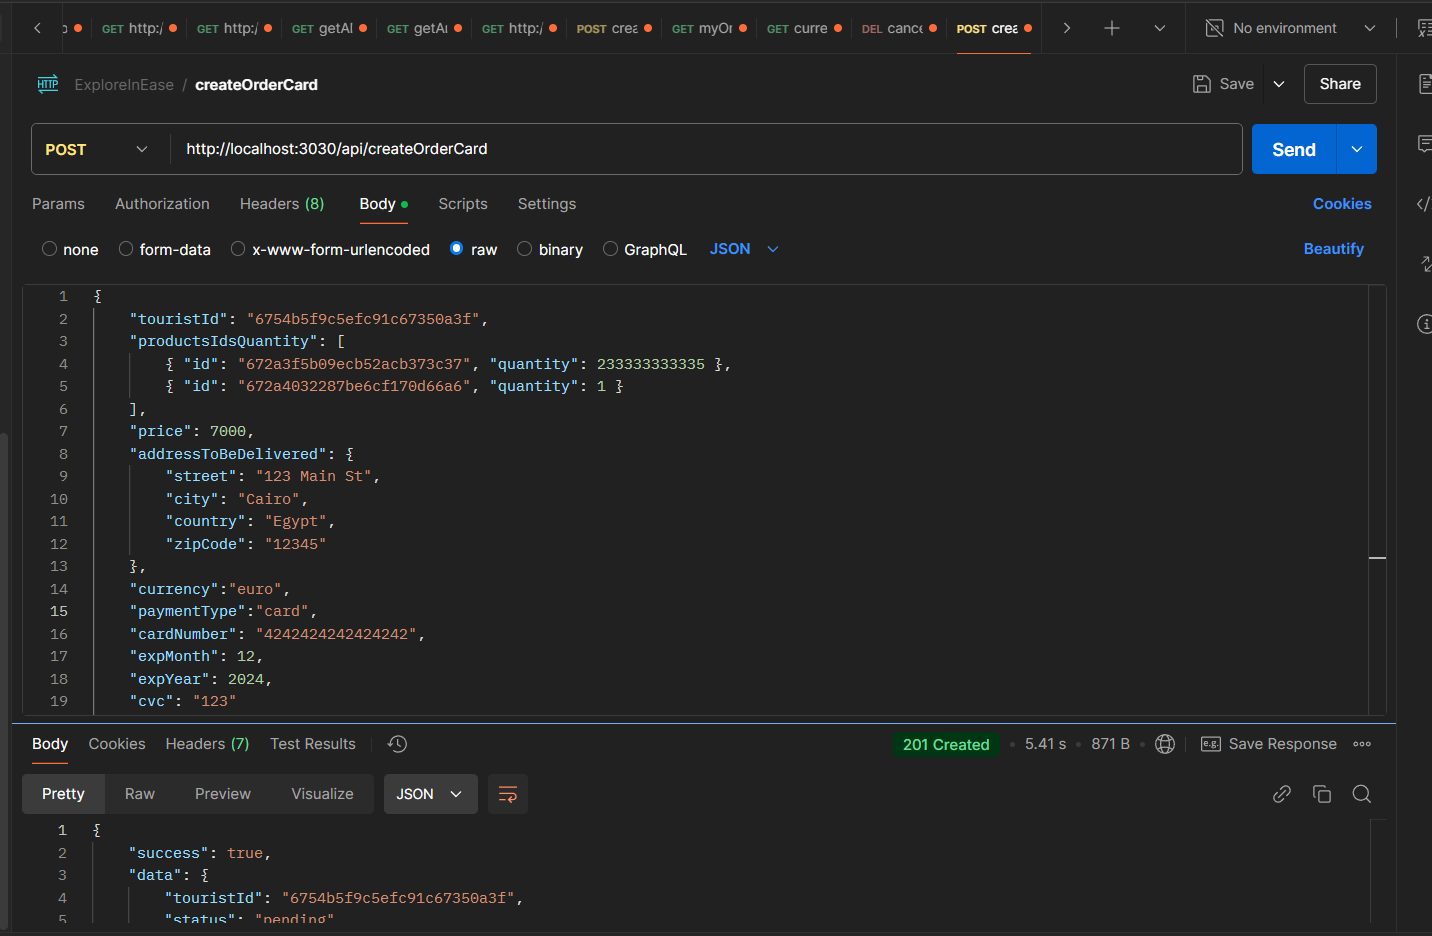 GET http:/ GET http:/ GET getAl GET getAı GET http:/ POST crea GET myOr GET curre DEL cance POST crea No environment
HTTP ExploreInEase / createOrderCard Save Share
POST http://localhost:3030/api/createOrderCard Send
Params Authorization Headers (8) Body Scripts Settings Cookies
none form-data x-www-form-urlencoded raw binary GraphQL JSON Beautify
1 {
2 "touristId": "6754b5f9c5efc91c67350a3f",
3 "productsIdsQuantity": [
4 { "id": "672a3f5b09ecb52acb373c37", "quantity": 233333333335 },
5 { "id": "672a4032287be6cf170d66a6", "quantity": 1 }
6 ],
7 "price": 7000,
8 "addressToBeDelivered": {
9 "street": "123 Main St",
10 "city": "Cairo",
11 "country": "Egypt",
12 "zipCode": "12345"
13 },
14 "currency":"euro",
15 "paymentType":"card",
16 "cardNumber": "4242424242424242",
17 "expMonth": 12,
18 "expYear": 2024,
19 "cvc": "123"
Body Cookies Headers (7) Test Results 201 Created 5.41 s 871 B e.g. Save Response
Pretty Raw Preview Visualize JSON
1 {
2 "success": true,
3 "data": {
4 "touristId": "6754b5f9c5efc91c67350a3f",
5 "status": "pending"